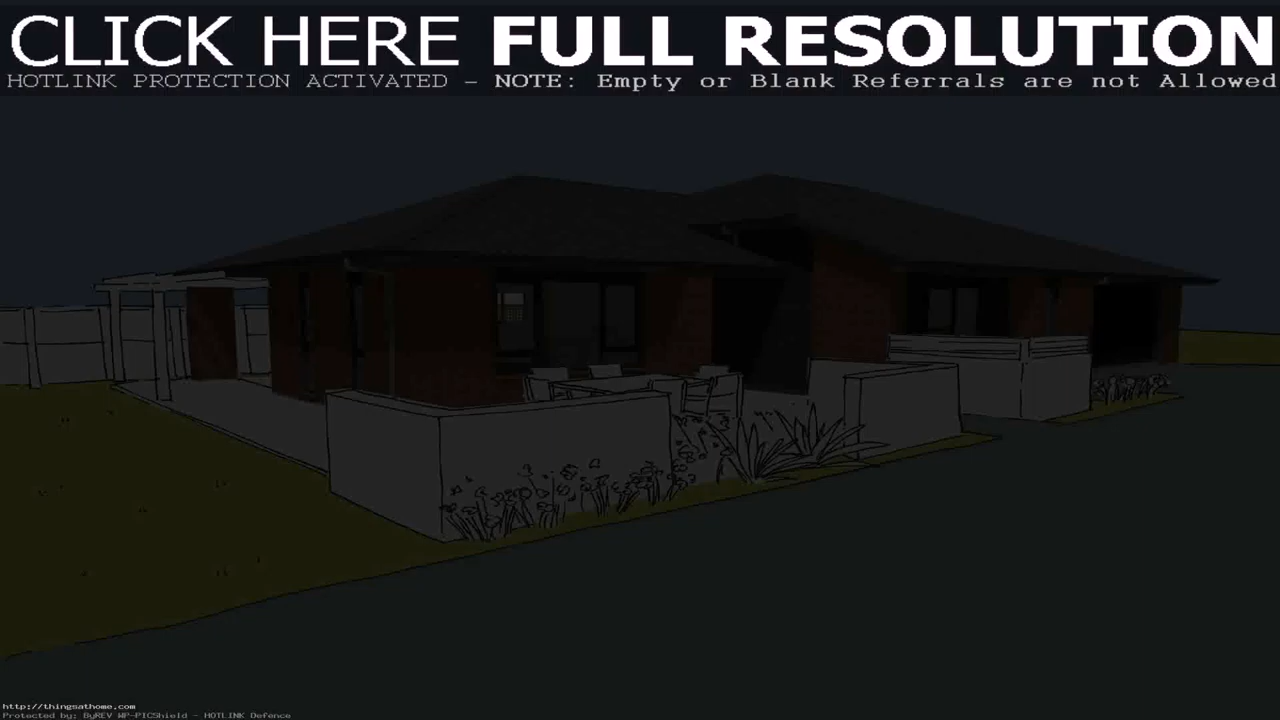 CLICK HERE FULL RESOLUTION
HOTLINK PROTECTION ACTIVATED – NOTE: Empty or Blank Referrals are not Allowed
http://thingsathome.com
Protected by: ByREV WP-PICShield – HOTLINK Defence